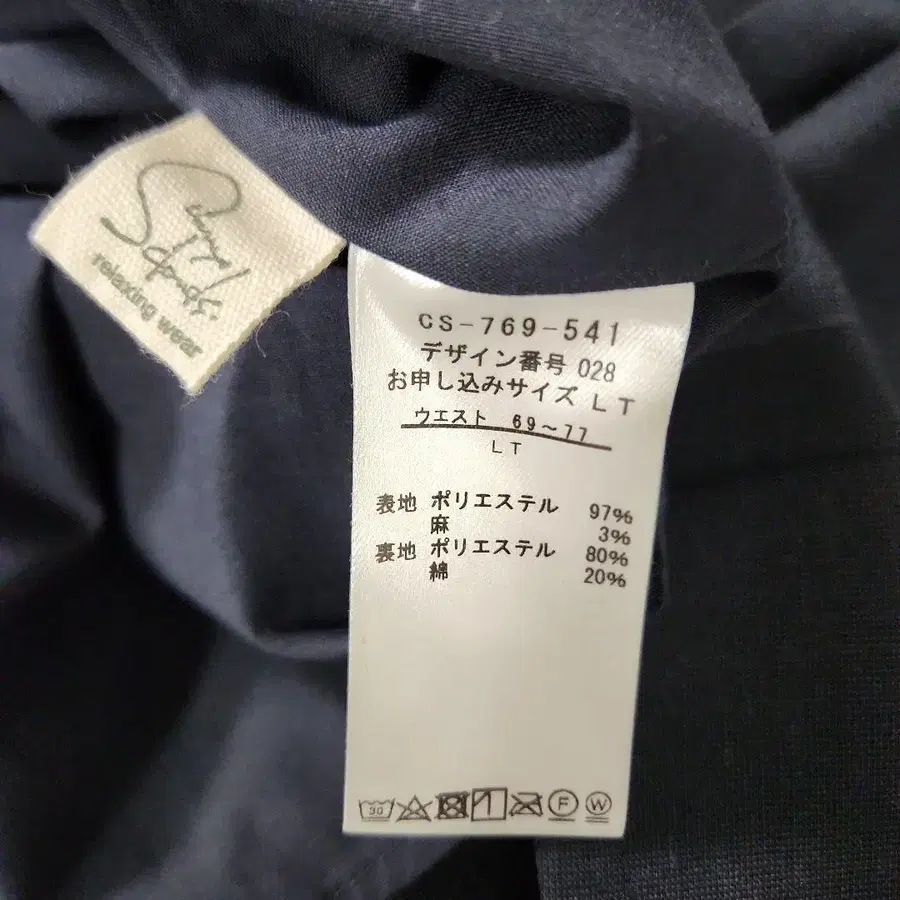 relaxing wear
CS-769-541
デザイン番号 028
お申し込みサイズ LT
ウエスト 69～77
LT
表地 ポリエステル 97%
麻 3%
裏地 ポリエステル 80%
綿 20%
30
F
W